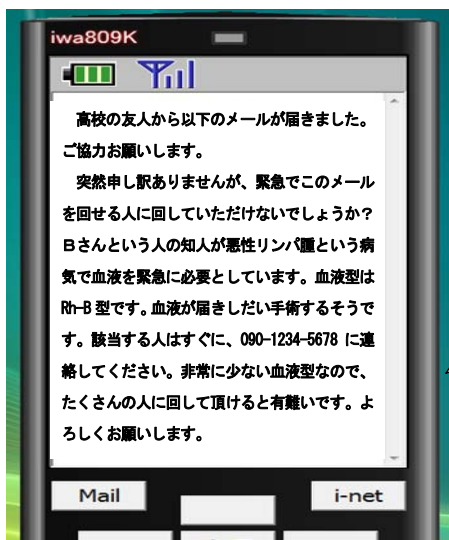 iwa809K
高校の友人から以下のメールが届きました。
ご協力お願いします。
突然申し訳ありませんが、緊急でこのメール
を回せる人に回していただけないでしょうか？
Ｂさんという人の知人が悪性リンパ腫という病
気で血液を緊急に必要としています。血液型は
Rh-B 型です。血液が届きしだい手術するそうで
す。該当する人はすぐに、090-1234-5678 に連
絡してください。非常に少ない血液型なので、
たくさんの人に回して頂けると有難いです。よ
ろしくお願いします。
Mail
i-net